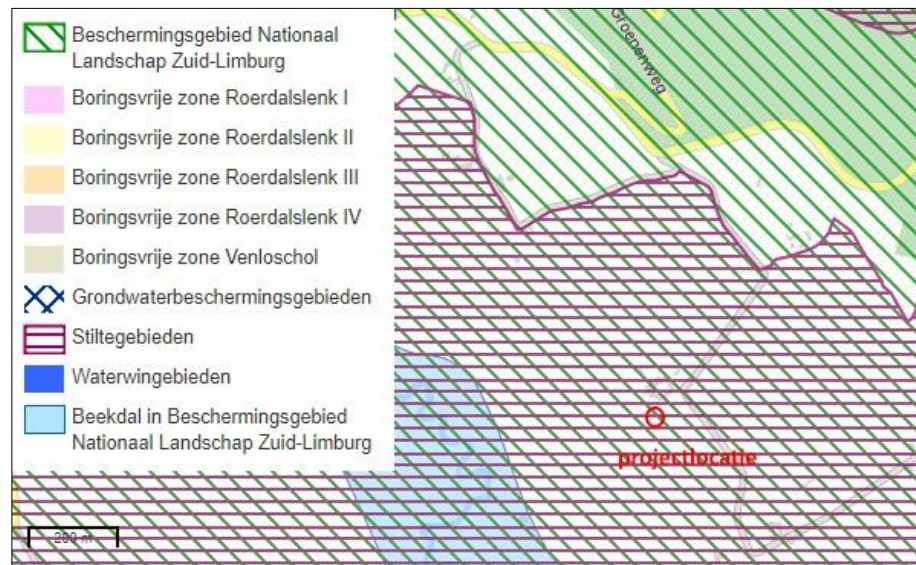 Beschermingsgebied Nationaal
Landschap Zuid-Limburg
Boringsvrije zone Roerdalslenk I
Boringsvrije zone Roerdalslenk II
Boringsvrije zone Roerdalslenk III
Boringsvrije zone Roerdalslenk IV
Boringsvrije zone Venloschol
Grondwaterbeschermingsgebieden
Stiltegebieden
Waterwingebieden
Beekdal in Beschermingsgebied
Nationaal Landschap Zuid-Limburg
Groenenweg
projectlocatie
200 m